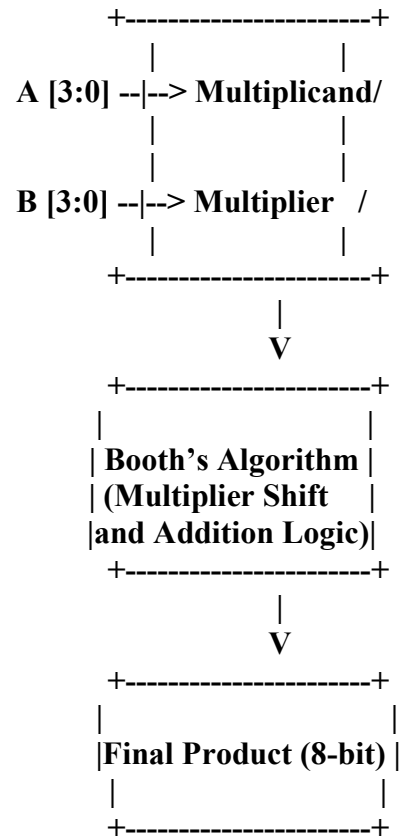 A [3:0] --|--> Multiplicand/
B [3:0] --|--> Multiplier /
V
| Booth’s Algorithm |
| (Multiplier Shift |
|and Addition Logic)|
V
|Final Product (8-bit) |